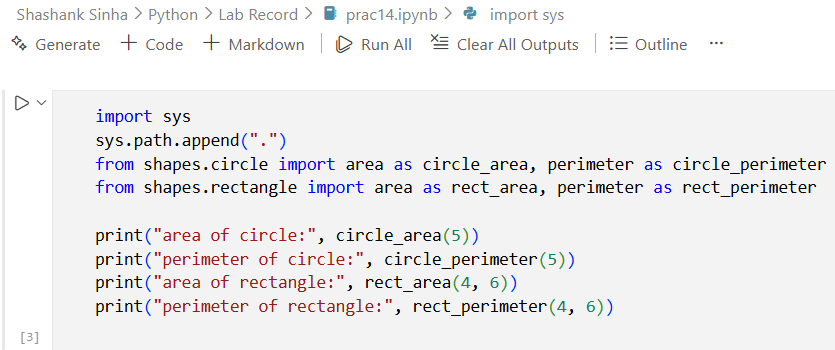 Shashank Sinha > Python > Lab Record > prac14.ipynb > import sys
Generate + Code + Markdown | Run All Clear All Outputs | Outline ...
import sys
sys.path.append(".")
from shapes.circle import area as circle_area, perimeter as circle_perimeter
from shapes.rectangle import area as rect_area, perimeter as rect_perimeter
print("area of circle:", circle_area(5))
print("perimeter of circle:", circle_perimeter(5))
print("area of rectangle:", rect_area(4, 6))
print("perimeter of rectangle:", rect_perimeter(4, 6))
[3]